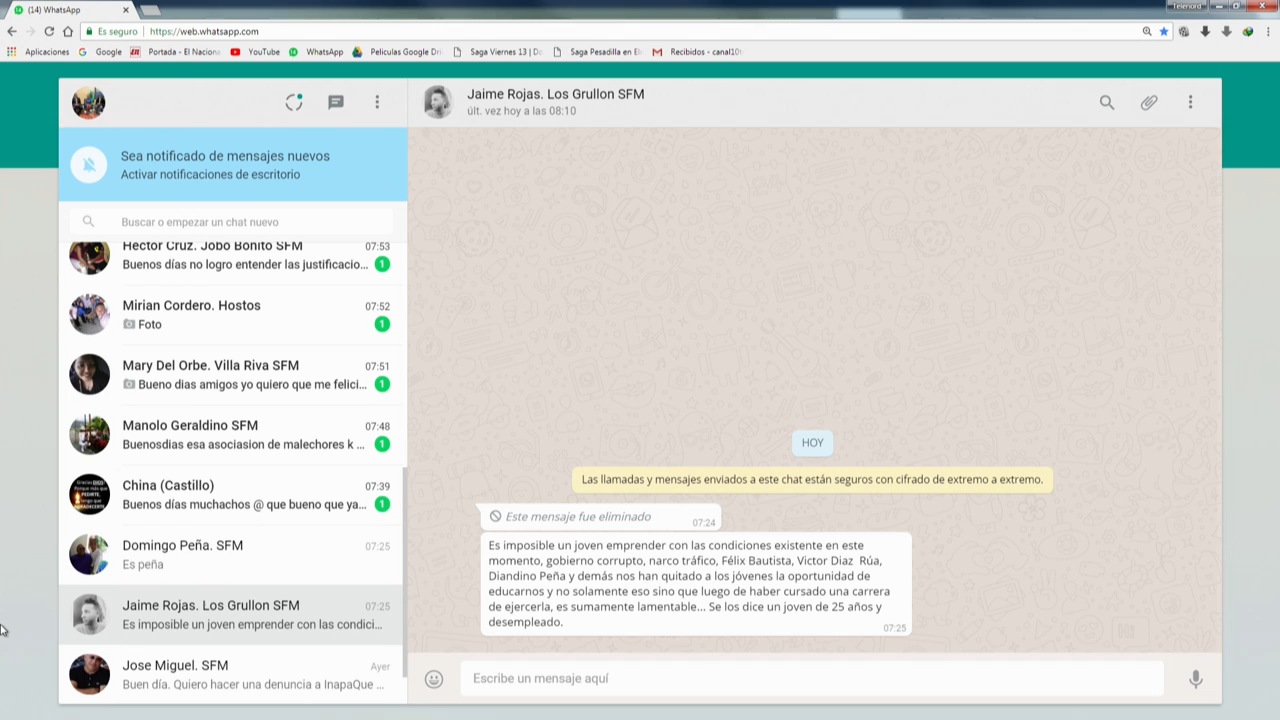 (14) WhatsApp
Telenord
Es seguro | https://web.whatsapp.com
Aplicaciones Google Portada - El Naciona YouTube WhatsApp Películas Google Dri Saga Viernes 13 | Do Saga Pesadilla en El Recibidos - canal10t
Jaime Rojas. Los Grullon SFM
últ. vez hoy a las 08:10
Sea notificado de mensajes nuevos
Activar notificaciones de escritorio
Buscar o empezar un chat nuevo
Hector Cruz. Jobo Bonito SFM 07:53
Buenos días no logro entender las justificacio... 1
Mirian Cordero. Hostos 07:52
Foto 1
Mary Del Orbe. Villa Riva SFM 07:51
Bueno dias amigos yo quiero que me felici... 1
Manolo Geraldino SFM 07:48
Buenosdias esa asociasion de malechores k ... 1
China (Castillo) 07:39
Buenos días muchachos @ que bueno que ya... 1
Domingo Peña. SFM 07:25
Es peña
Jaime Rojas. Los Grullon SFM 07:25
Es imposible un joven emprender con las condici...
Jose Miguel. SFM Ayer
Buen día. Quiero hacer una denuncia a InapaQue ...
HOY
Las llamadas y mensajes enviados a este chat están seguros con cifrado de extremo a extremo.
Este mensaje fue eliminado 07:24
Es imposible un joven emprender con las condiciones existente en este
momento, gobierno corrupto, narco tráfico, Félix Bautista, Victor Diaz Rúa,
Diandino Peña y demás nos han quitado a los jóvenes la oportunidad de
educarnos y no solamente eso sino que luego de haber cursado una carrera
de ejercerla, es sumamente lamentable... Se los dice un joven de 25 años y
desempleado. 07:25
Escribe un mensaje aquí